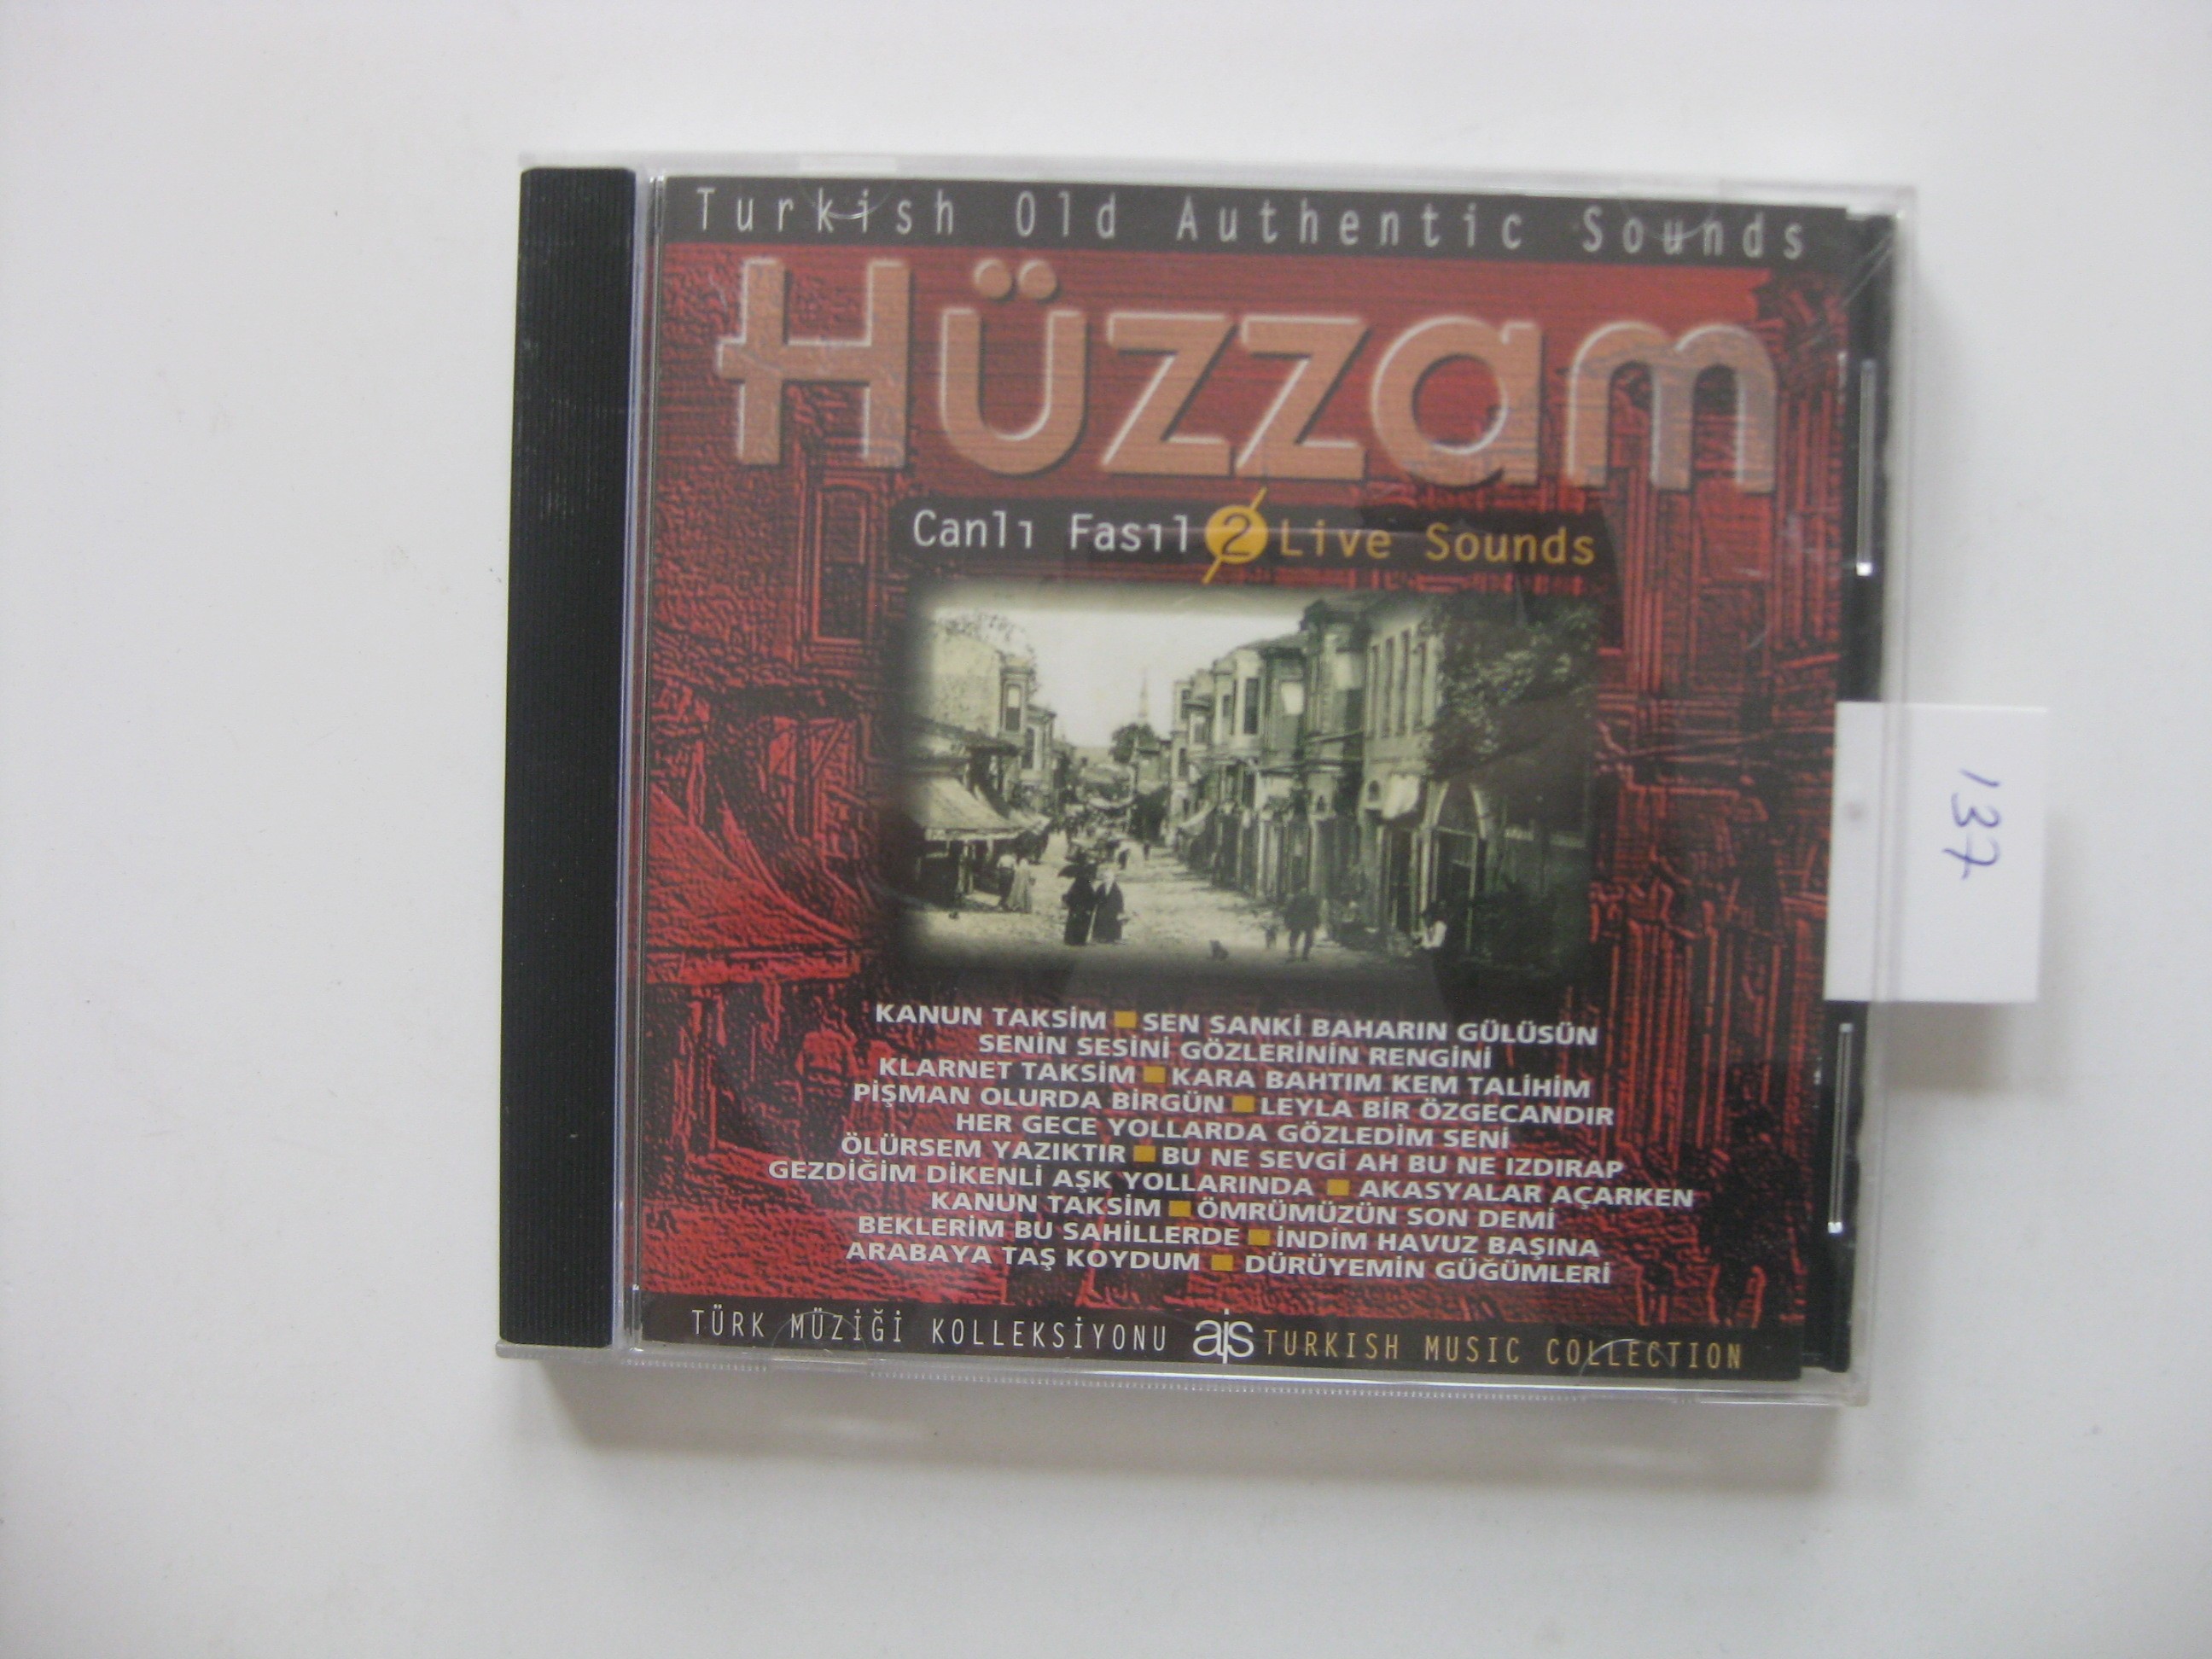 Turkish Old Authentic Sounds
Hüzzam
Canlı Fasıl 2 Live Sounds
KANUN TAKSİM ■ SEN SANKİ BAHARIN GÜLÜSÜN
SENİN SESİNİ GÖZLERİNİN RENGİNİ
KLARNET TAKSİM ■ KARA BAHTIM KEM TALİHİM
PİŞMAN OLURDA BİRGÜN ■ LEYLA BİR ÖZGECANDIR
HER GECE YOLLARDA GÖZLEDİM SENİ
ÖLÜRSEM YAZIKTIR ■ BU NE SEVGİ AH BU NE IZDIRAP
GEZDİĞİM DİKENLİ AŞK YOLLARINDA ■ AKASYALAR AÇARKEN
KANUN TAKSİM ■ ÖMRÜMÜZÜN SON DEMİ
BEKLERİM BU SAHİLLERDE ■ İNDİM HAVUZ BAŞINA
ARABAYA TAŞ KOYDUM ■ DÜRÜYEMİN GÜĞÜMLERİ
TÜRK MÜZİĞİ KOLLEKSİYONU ajs TURKISH MUSIC COLLECTION
137